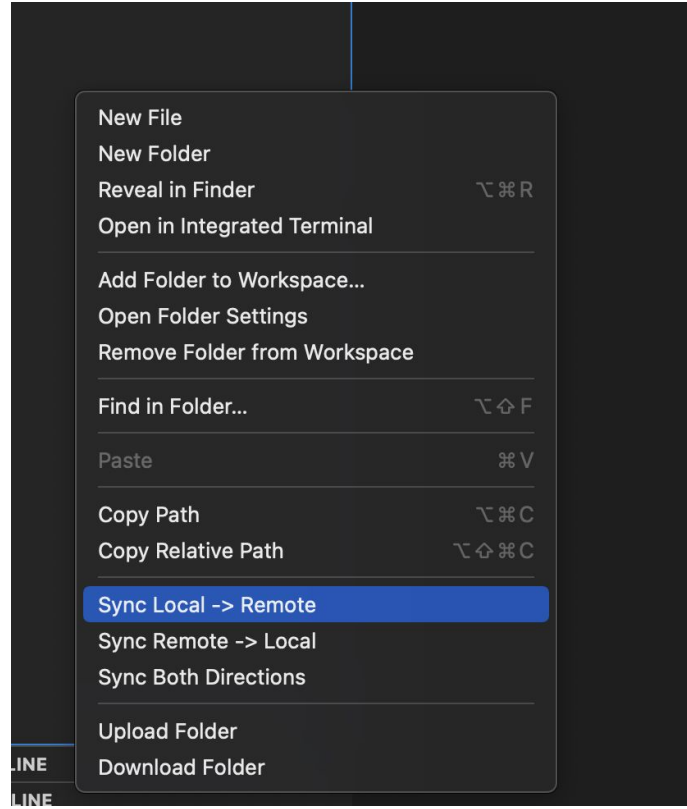 New File
New Folder
Reveal in Finder ⌥⌘R
Open in Integrated Terminal
Add Folder to Workspace...
Open Folder Settings
Remove Folder from Workspace
Find in Folder... ⌥⇧F
Paste ⌘V
Copy Path ⌥⌘C
Copy Relative Path ⌥⇧⌘C
Sync Local -> Remote
Sync Remote -> Local
Sync Both Directions
Upload Folder
LINE
Download Folder
LINE